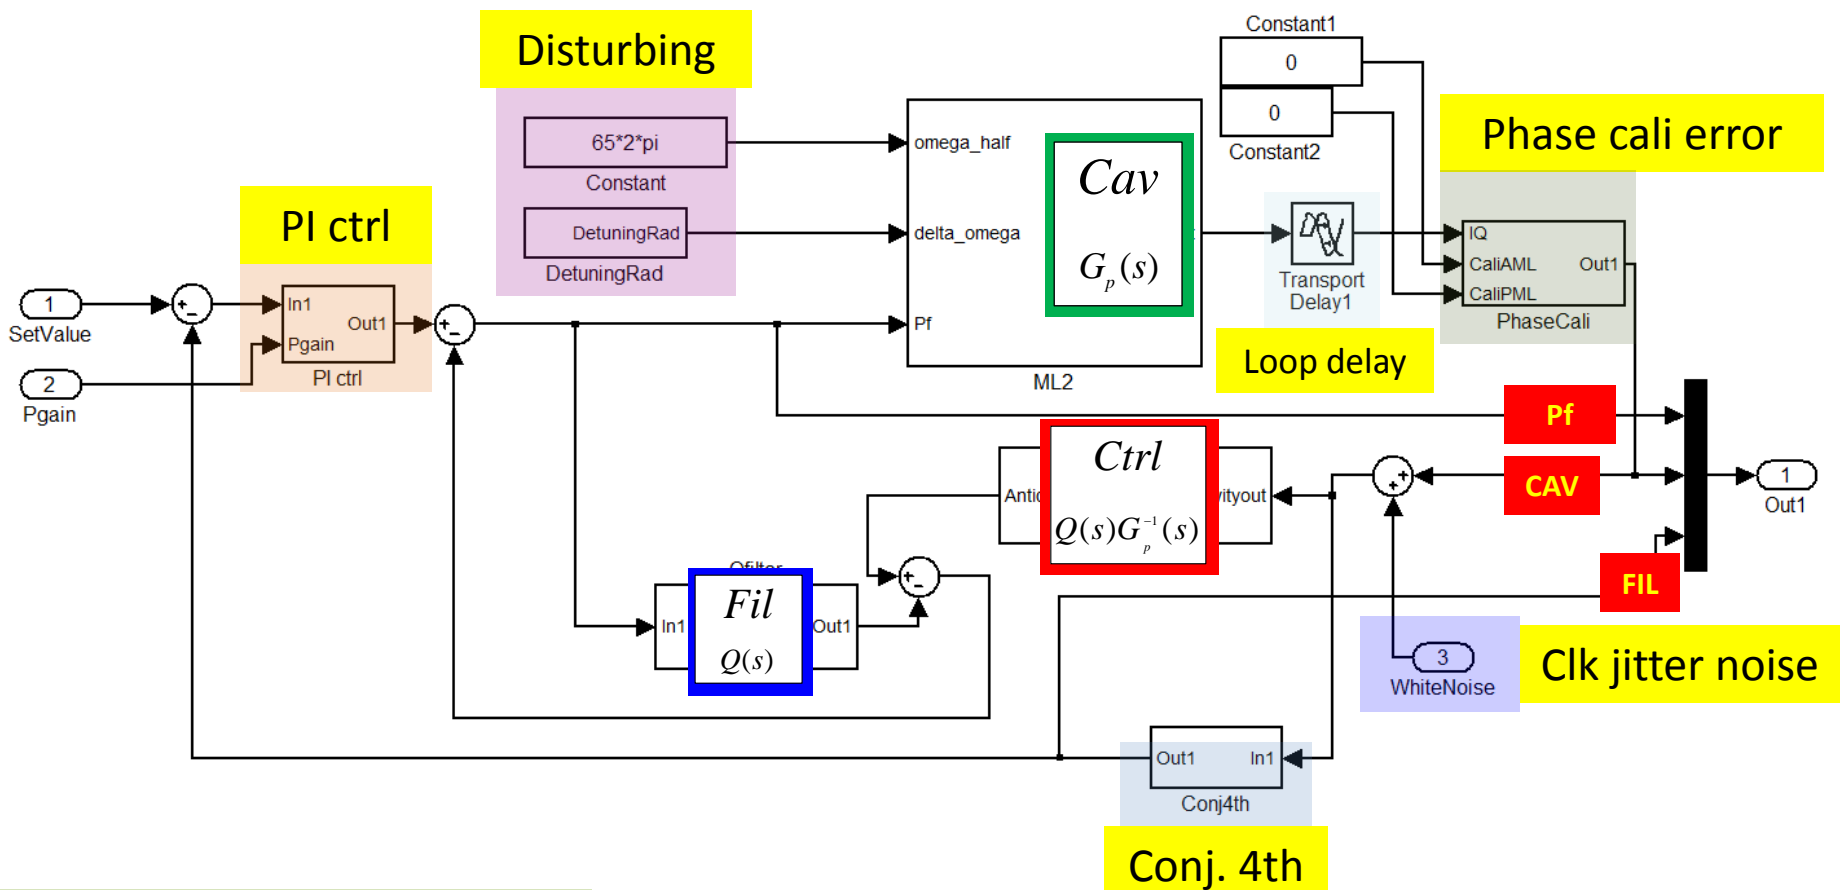 Disturbing
65*2*pi
Constant
DetuningRad
DetuningRad
PI ctrl
1
SetValue
2
Pgain
+
-
In1
Pgain
Out1
PI ctrl
+
-
omega_half
delta_omega
Pf
Cav
G_p(s)
ML2
Constant1
0
0
Constant2
Transport
Delay1
Loop delay
Phase cali error
IQ
CaliAML
CaliPML
Out1
PhaseCali
Pf
CAV
FIL
1
Out1
Ctrl
Q(s)G_p^{-1}(s)
ityout
+
+
+
-
In1
Fil
Q(s)
Out1
3
WhiteNoise
Clk jitter noise
Out1
In1
Conj4th
Conj. 4th